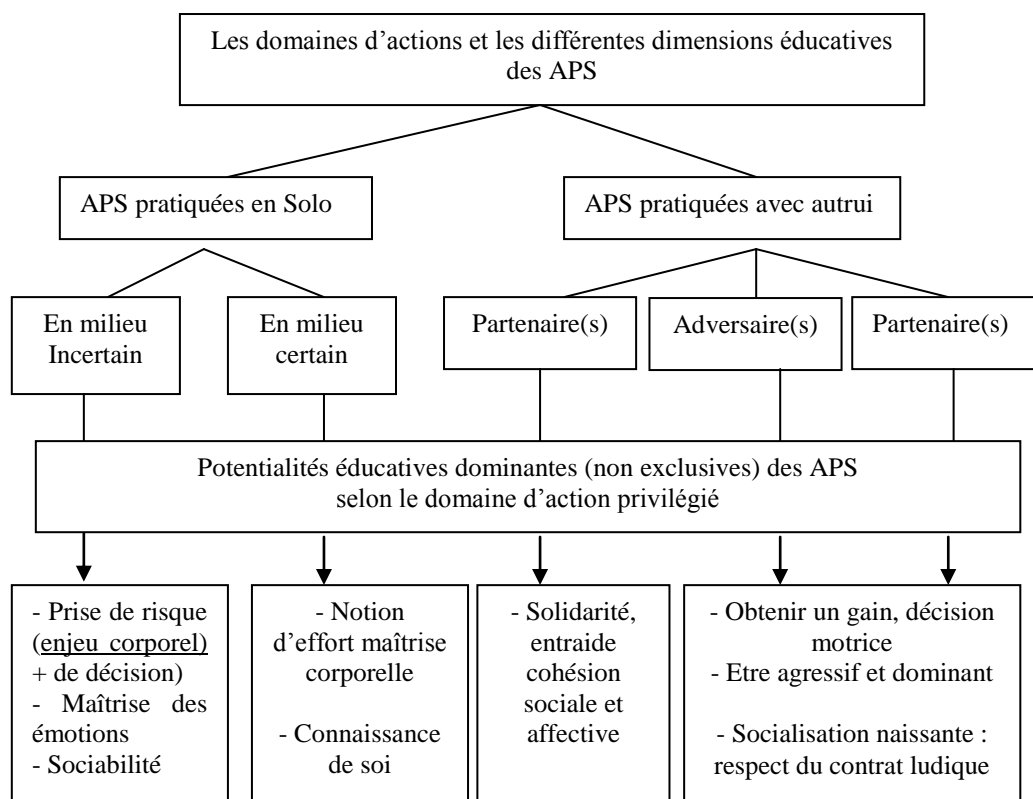 Les domaines d’actions et les différentes dimensions éducatives
des APS
APS pratiquées en Solo
APS pratiquées avec autrui
En milieu
Incertain
En milieu
certain
Partenaire(s)
Adversaire(s)
Partenaire(s)
Potentialités éducatives dominantes (non exclusives) des APS
selon le domaine d’action privilégié
- Prise de risque
(enjeu corporel)
+ de décision)
- Maîtrise des
émotions
- Sociabilité
- Notion
d’effort maîtrise
corporelle
- Connaissance
de soi
- Solidarité,
entraide
cohésion
sociale et
affective
- Obtenir un gain, décision
motrice
- Etre agressif et dominant
- Socialisation naissante :
respect du contrat ludique